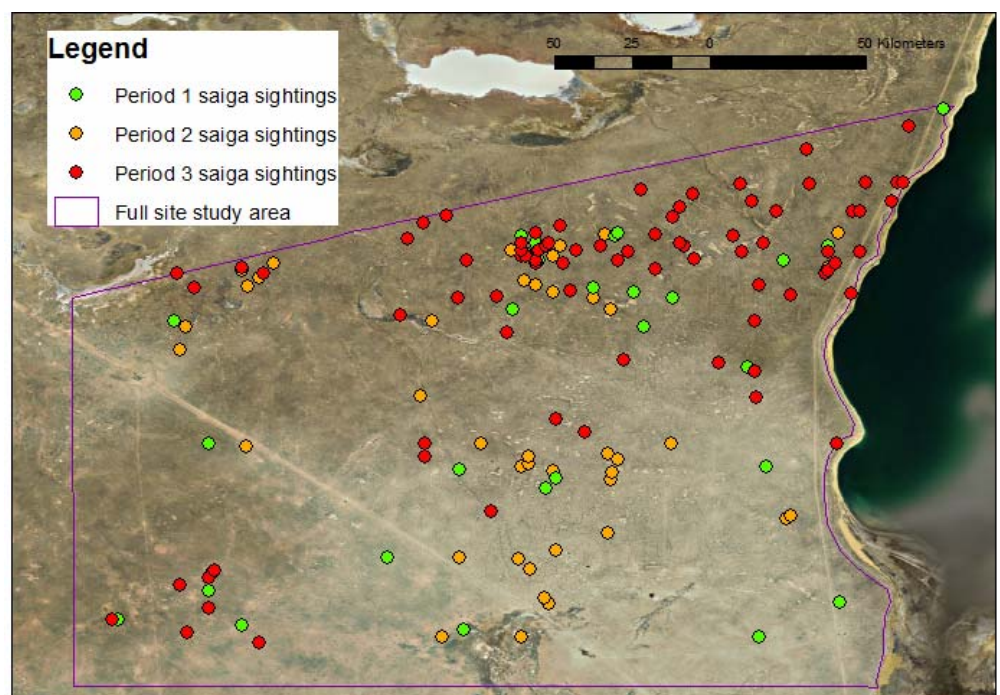 Legend
Period 1 saiga sightings
Period 2 saiga sightings
Period 3 saiga sightings
Full site study area
50 25 0 50 Kilometers